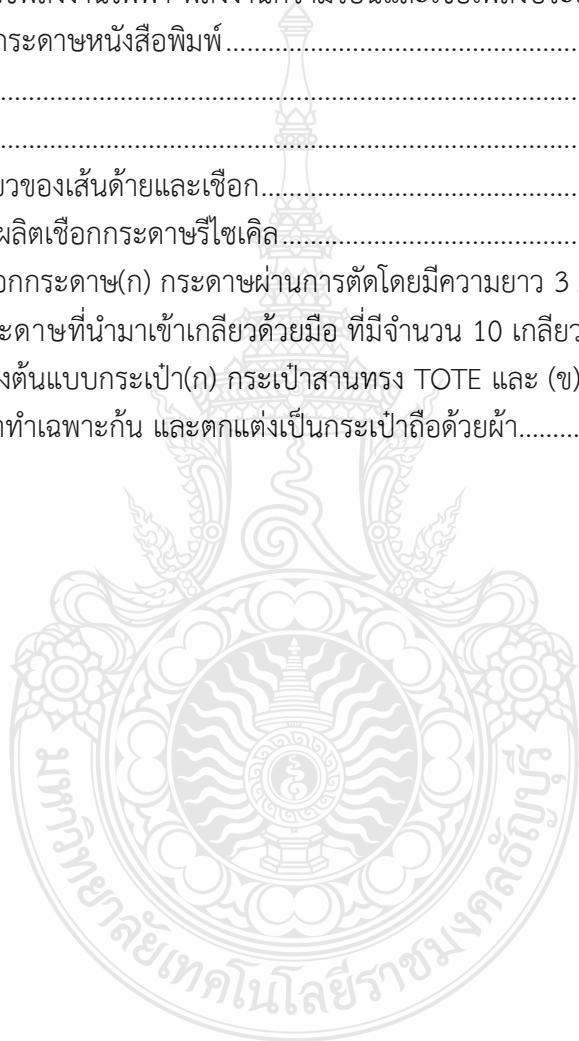 กระดาษหนังสือพิมพ์........................................................
................................................................................
................................................................................
ยวของเส้นด้ายและเชือก..................................................
ผลิตเชือกกระดาษรีไซเคิล................................................
อกกระดาษ(ก) กระดาษผ่านการตัดโดยมีความยาว 3
ะดาษที่นำมาเข้าเกลียวด้วยมือ ที่มีจำนวน 10 เกลียว
งต้นแบบกระเป๋า(ก) กระเป๋าสานทรง TOTE และ (ข)
ทำเฉพาะก้น และตกแต่งเป็นกระเป๋าถือด้วยผ้า.............
มหาวิทยาลัยเทคโนโลยีราชมงคลธัญบุรี